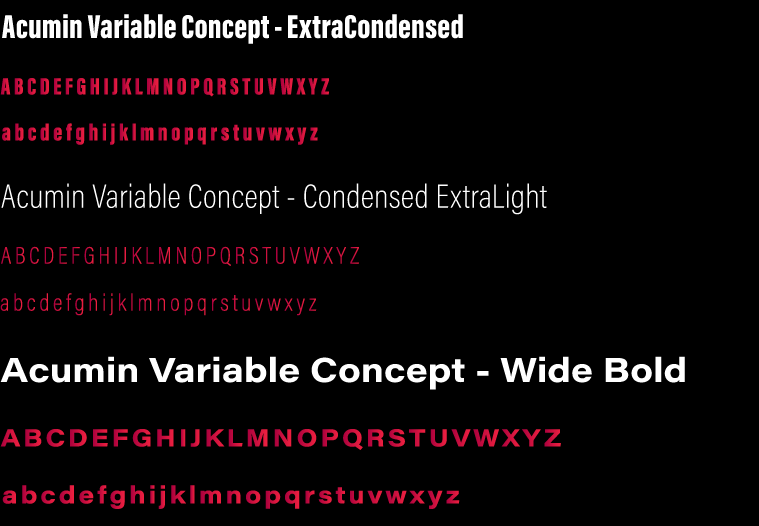 Acumin Variable Concept - ExtraCondensed
A B C D E F G H I J K L M N O P Q R S T U V W X Y Z
a b c d e f g h i j k l m n o p q r s t u v w x y z
Acumin Variable Concept - Condensed ExtraLight
A B C D E F G H I J K L M N O P Q R S T U V W X Y Z
a b c d e f g h i j k l m n o p q r s t u v w x y z
Acumin Variable Concept - Wide Bold
A B C D E F G H I J K L M N O P Q R S T U V W X Y Z
a b c d e f g h i j k l m n o p q r s t u v w x y z